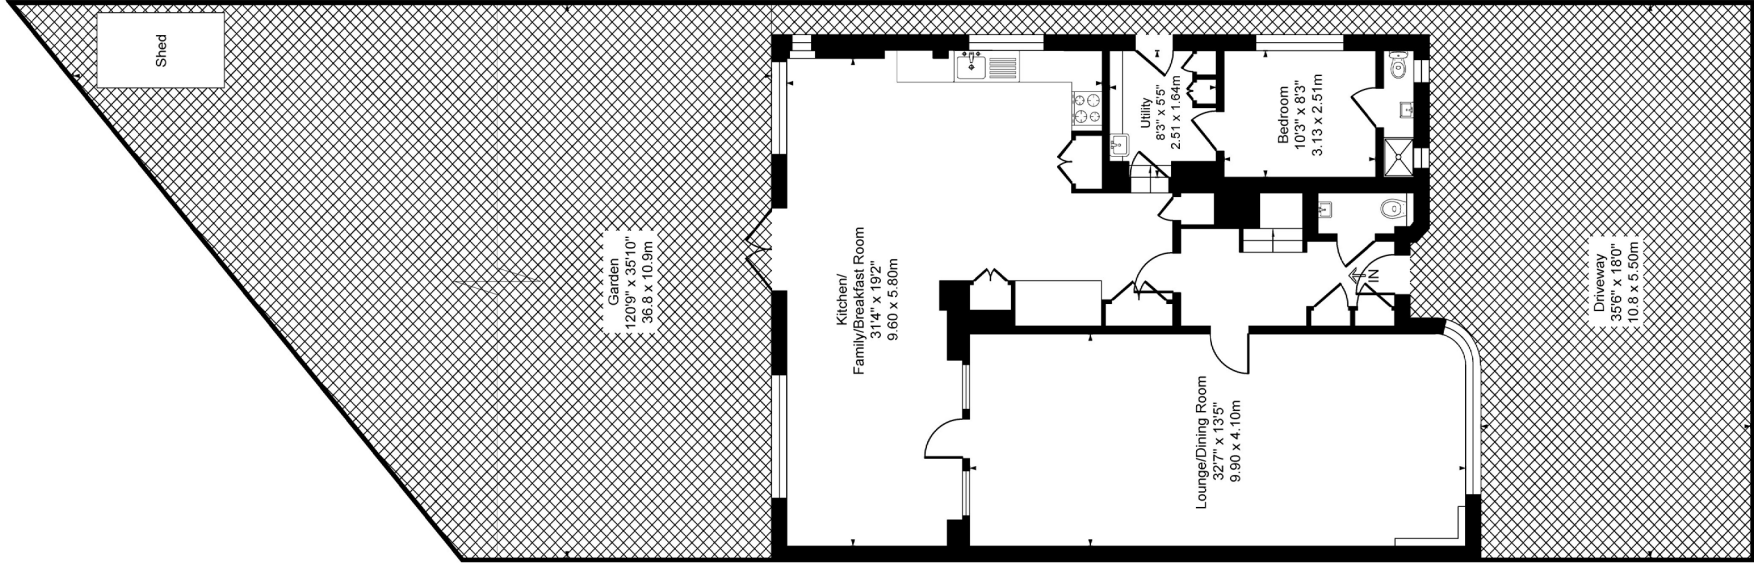 Shed
Garden
120'9" x 35'10"
36.8 x 10.9m
Kitchen/
Family/Breakfast Room
31'4" x 19'2"
9.60 x 5.80m
Utility
8'3" x 5'5"
2.51 x 1.64m
Bedroom
10'3" x 8'3"
3.13 x 2.51m
IN
Lounge/Dining Room
32'7" x 13'5"
9.90 x 4.10m
Driveway
35'6" x 18'0"
10.8 x 5.50m